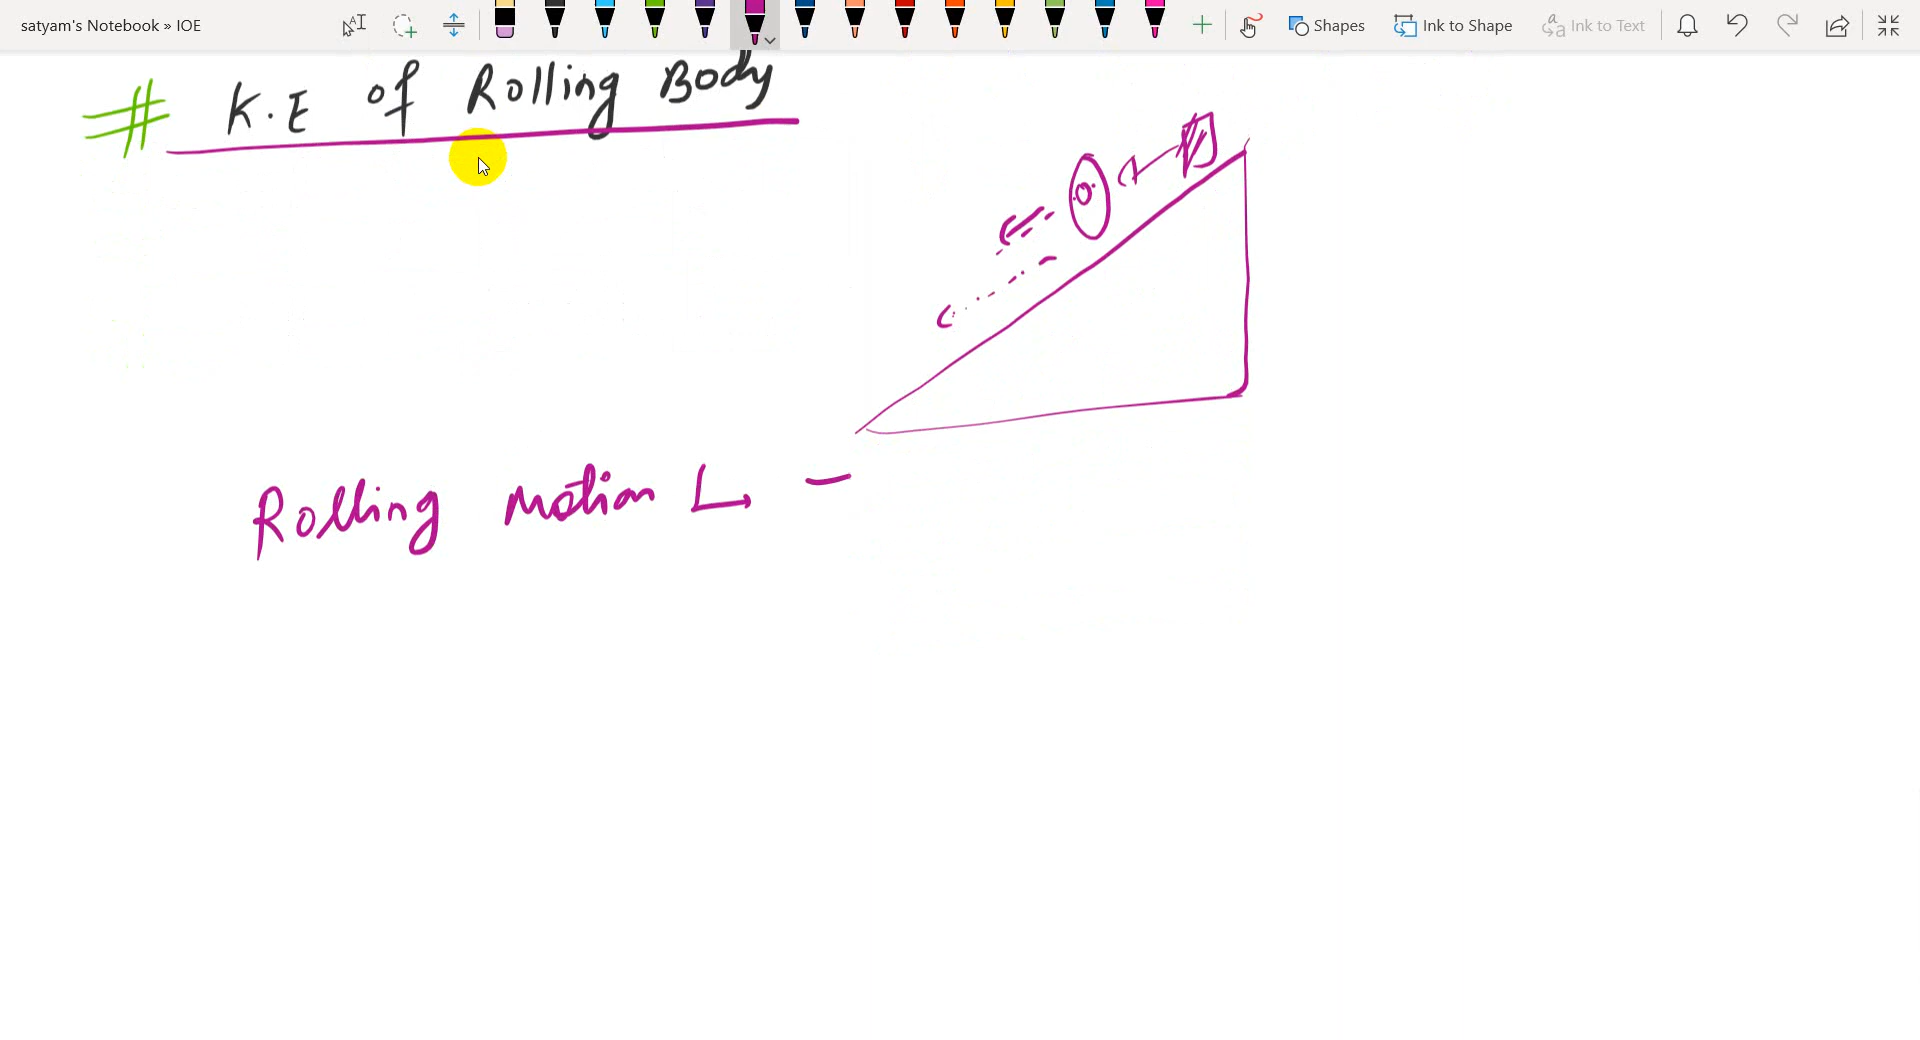 satyam's Notebook » IOE
Shapes
Ink to Shape
Ink to Text
# K.E of Rolling Body
Rolling Motion